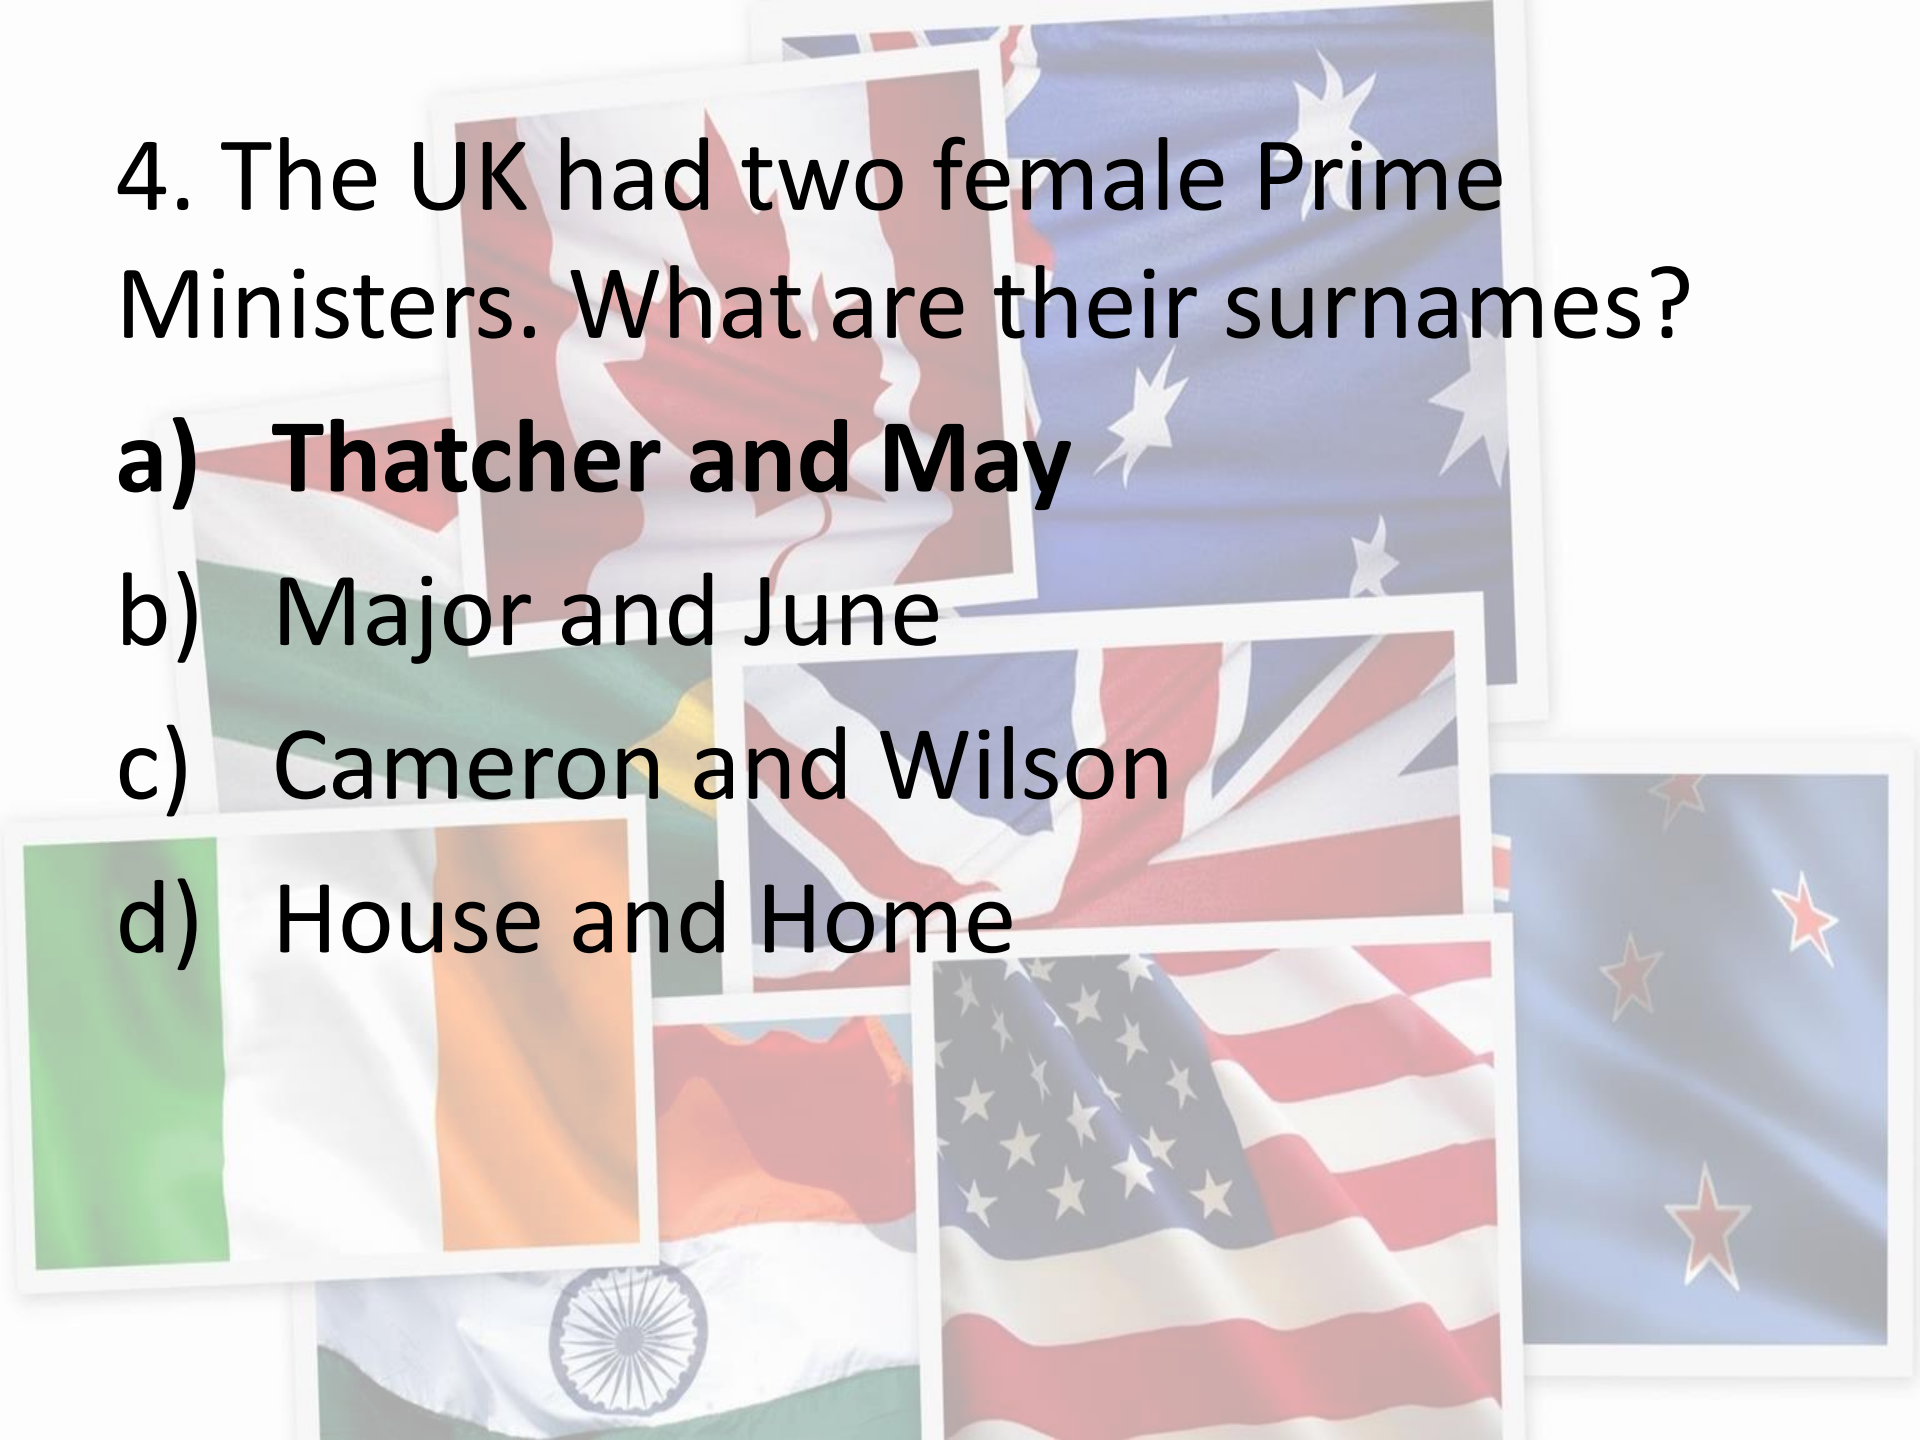 4. The UK had two female Prime
Ministers. What are their surnames?
a) Thatcher and May
b) Major and June
c) Cameron and Wilson
d) House and Home